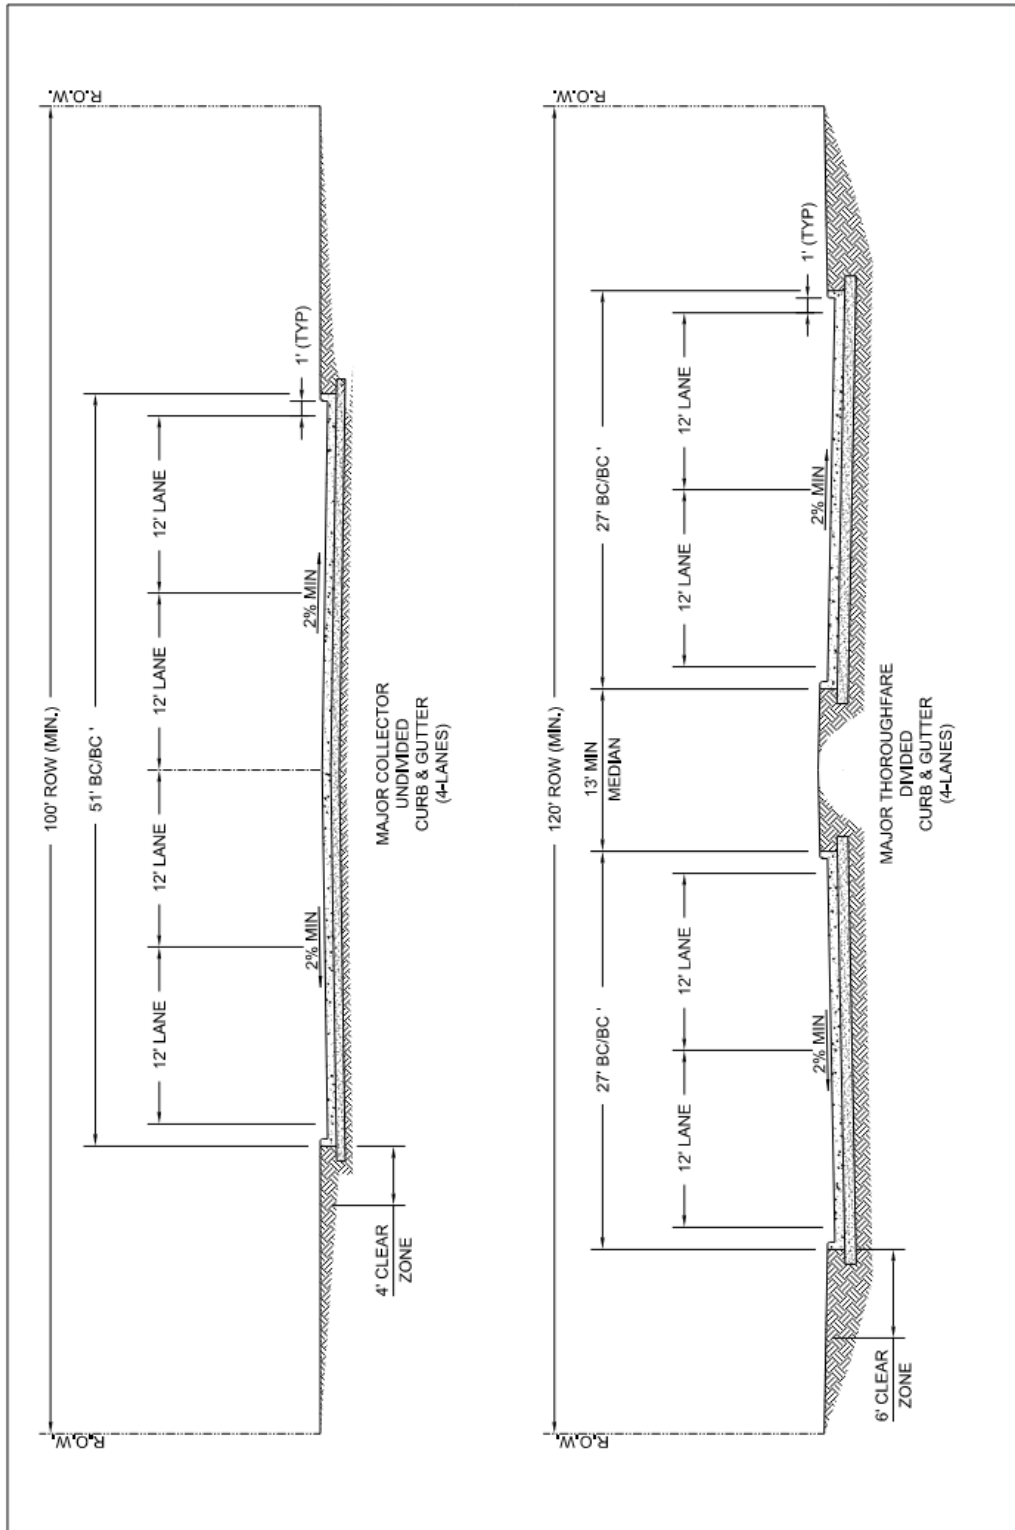 R.O.W.
R.O.W.
100' ROW (MIN.)
51' BC/BC '
12' LANE
12' LANE
12' LANE
12' LANE
1' (TYP)
2% MIN
2% MIN
4' CLEAR
ZONE
MAJOR COLLECTOR
UNDIVIDED
CURB & GUTTER
(4-LANES)
R.O.W.
R.O.W.
120' ROW (MIN.)
27' BC/BC '
13' MIN
MEDIAN
27' BC/BC '
12' LANE
12' LANE
12' LANE
12' LANE
1' (TYP)
2% MIN
2% MIN
6' CLEAR
ZONE
MAJOR THOROUGHFARE
DIVIDED
CURB & GUTTER
(4-LANES)